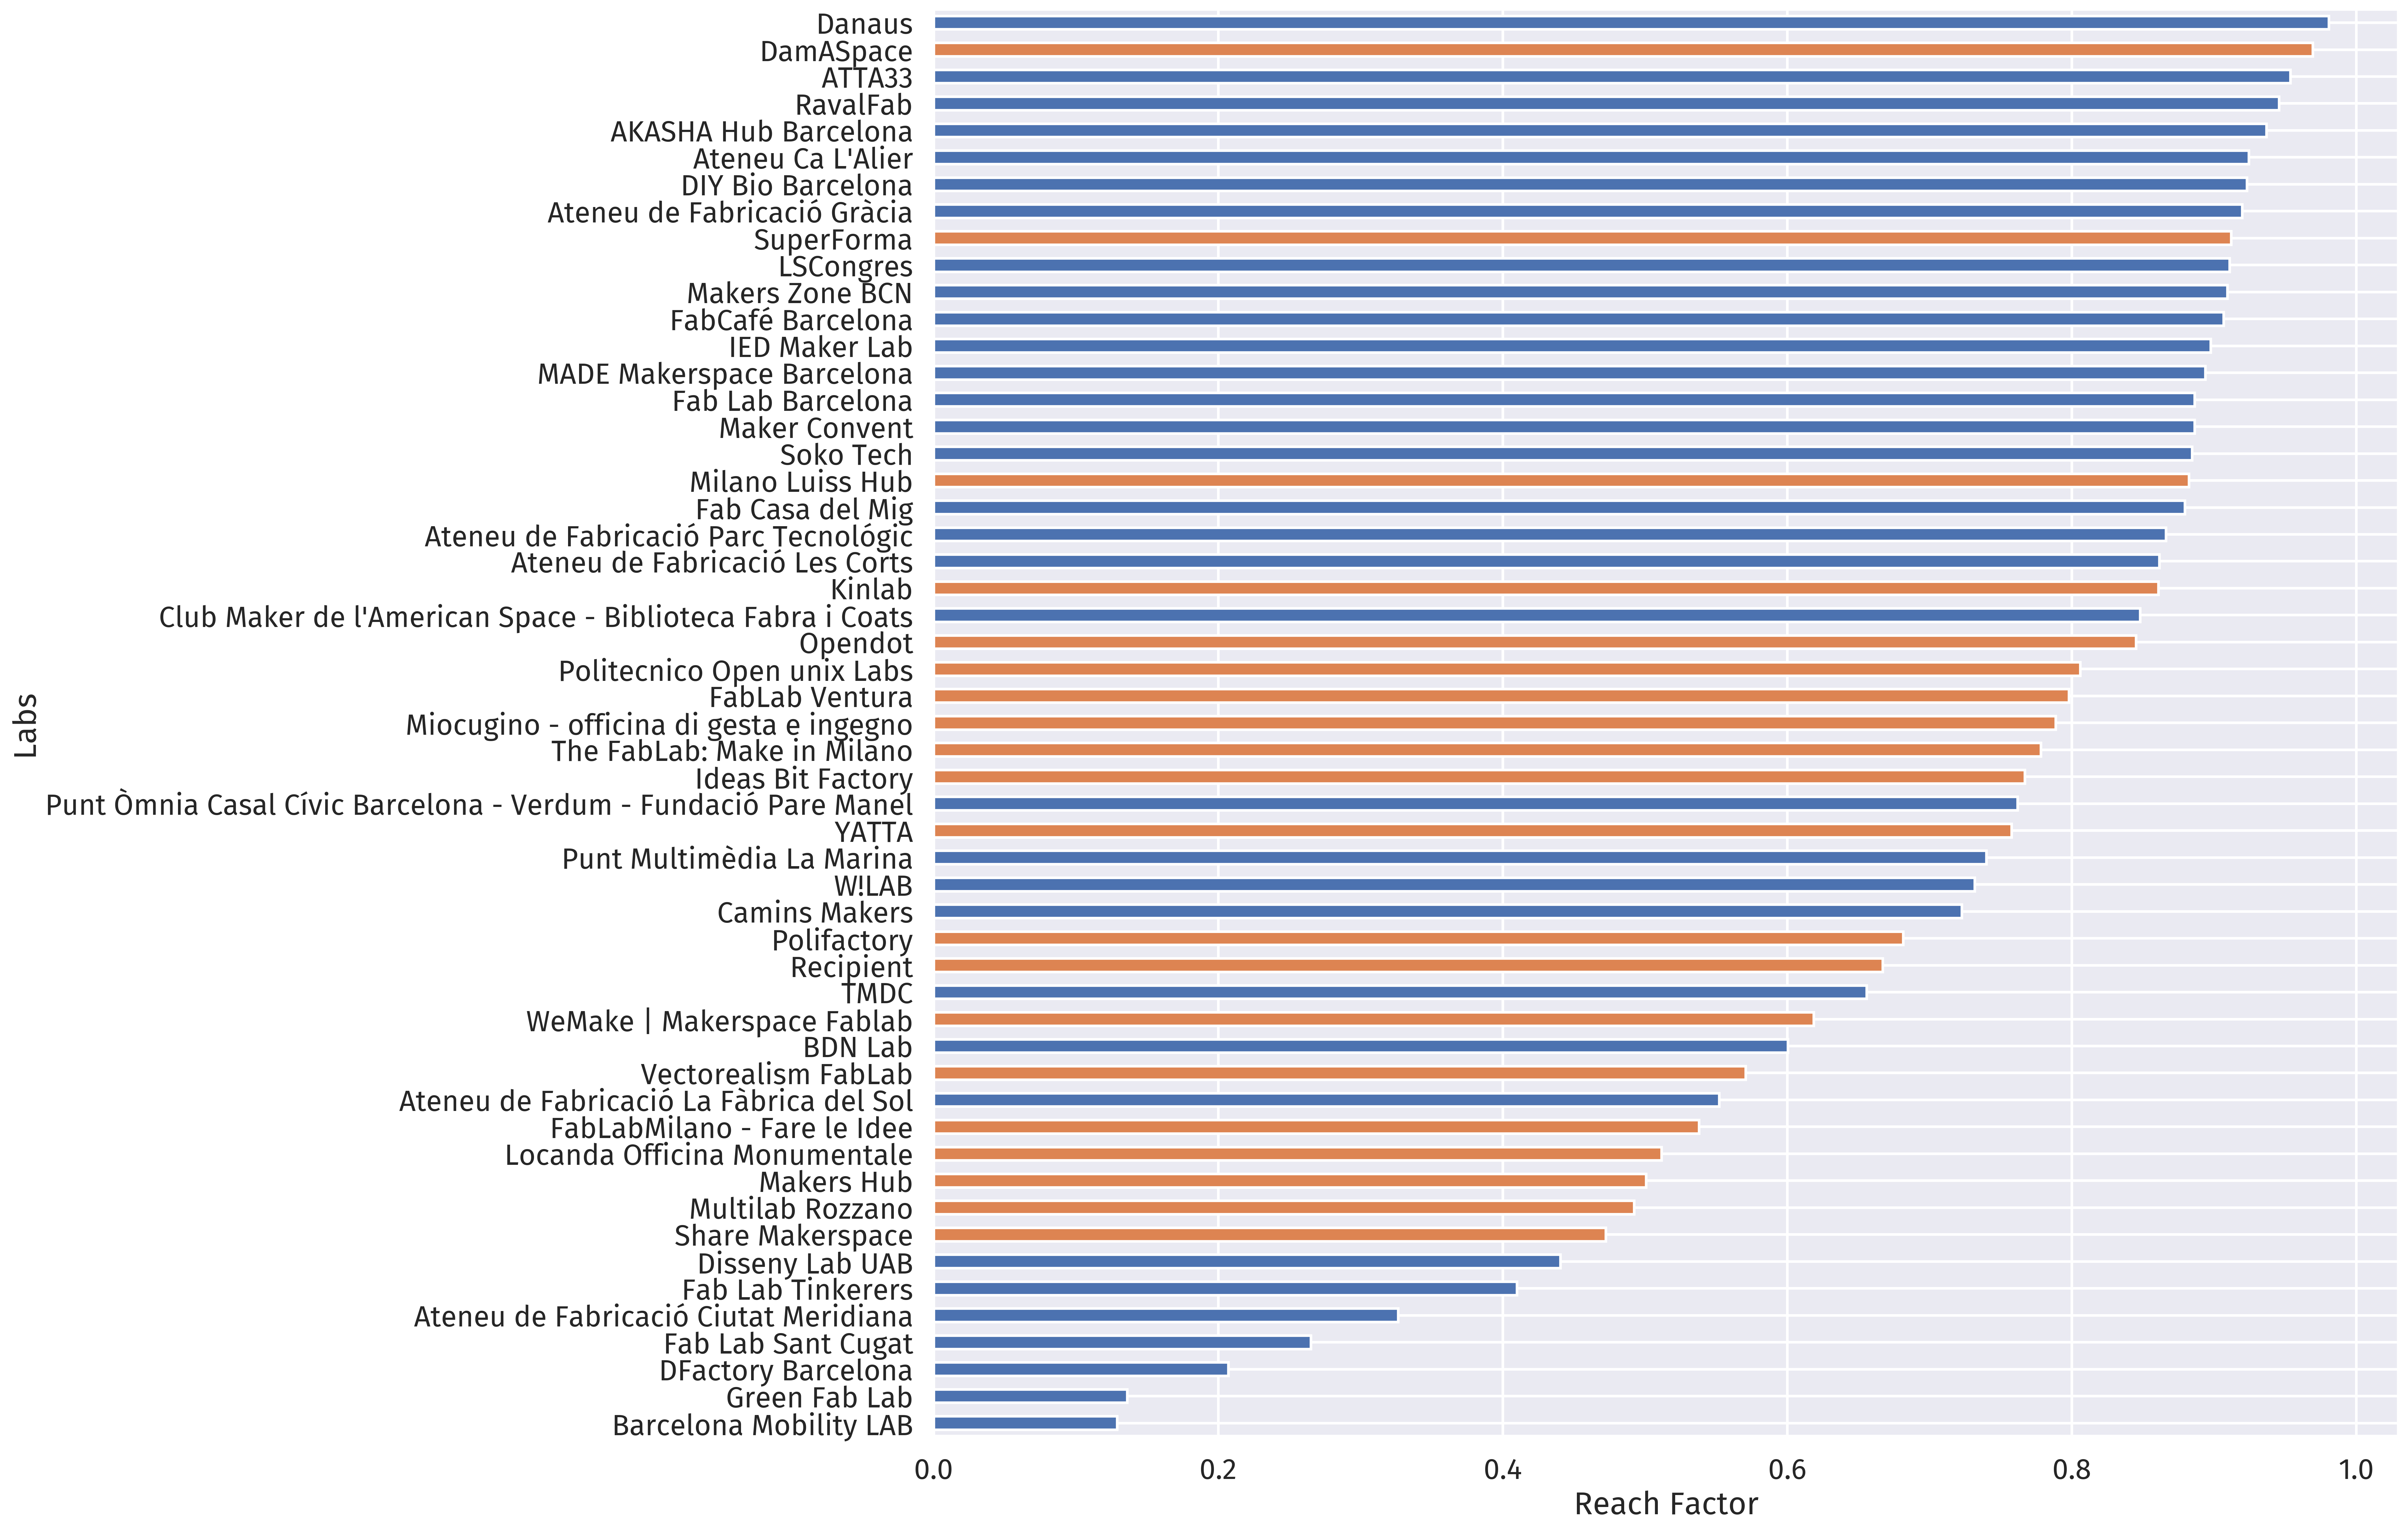 Danaus
DamASpace
ATTA33
RavalFab
AKASHA Hub Barcelona
Ateneu Ca L'Alier
DIY Bio Barcelona
Ateneu de Fabricació Gràcia
SuperForma
LSCongres
Makers Zone BCN
FabCafé Barcelona
IED Maker Lab
MADE Makerspace Barcelona
Fab Lab Barcelona
Maker Convent
Soko Tech
Milano Luiss Hub
Fab Casa del Mig
Ateneu de Fabricació Parc Tecnológic
Ateneu de Fabricació Les Corts
Kinlab
Club Maker de l'American Space - Biblioteca Fabra i Coats
Opendot
Politecnico Open unix Labs
FabLab Ventura
Miocugino - officina di gesta e ingegno
The FabLab: Make in Milano
Ideas Bit Factory
Punt Òmnia Casal Cívic Barcelona - Verdum - Fundació Pare Manel
YATTA
Punt Multimèdia La Marina
W!LAB
Camins Makers
Polifactory
Recipient
TMDC
WeMake | Makerspace Fablab
BDN Lab
Vectorealism FabLab
Ateneu de Fabricació La Fàbrica del Sol
FabLabMilano - Fare le Idee
Locanda Officina Monumentale
Makers Hub
Multilab Rozzano
Share Makerspace
Disseny Lab UAB
Fab Lab Tinkerers
Ateneu de Fabricació Ciutat Meridiana
Fab Lab Sant Cugat
DFactory Barcelona
Green Fab Lab
Barcelona Mobility LAB
Labs
0.0 0.2 0.4 0.6 0.8 1.0
Reach Factor